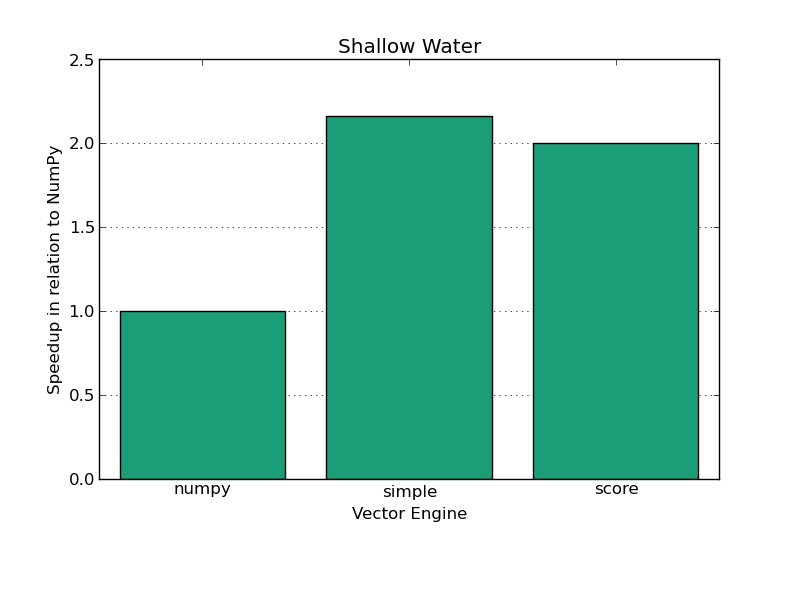 Shallow Water
2.5
2.0
1.5
1.0
0.5
0.0
Speedup in relation to NumPy
numpy simple score
Vector Engine